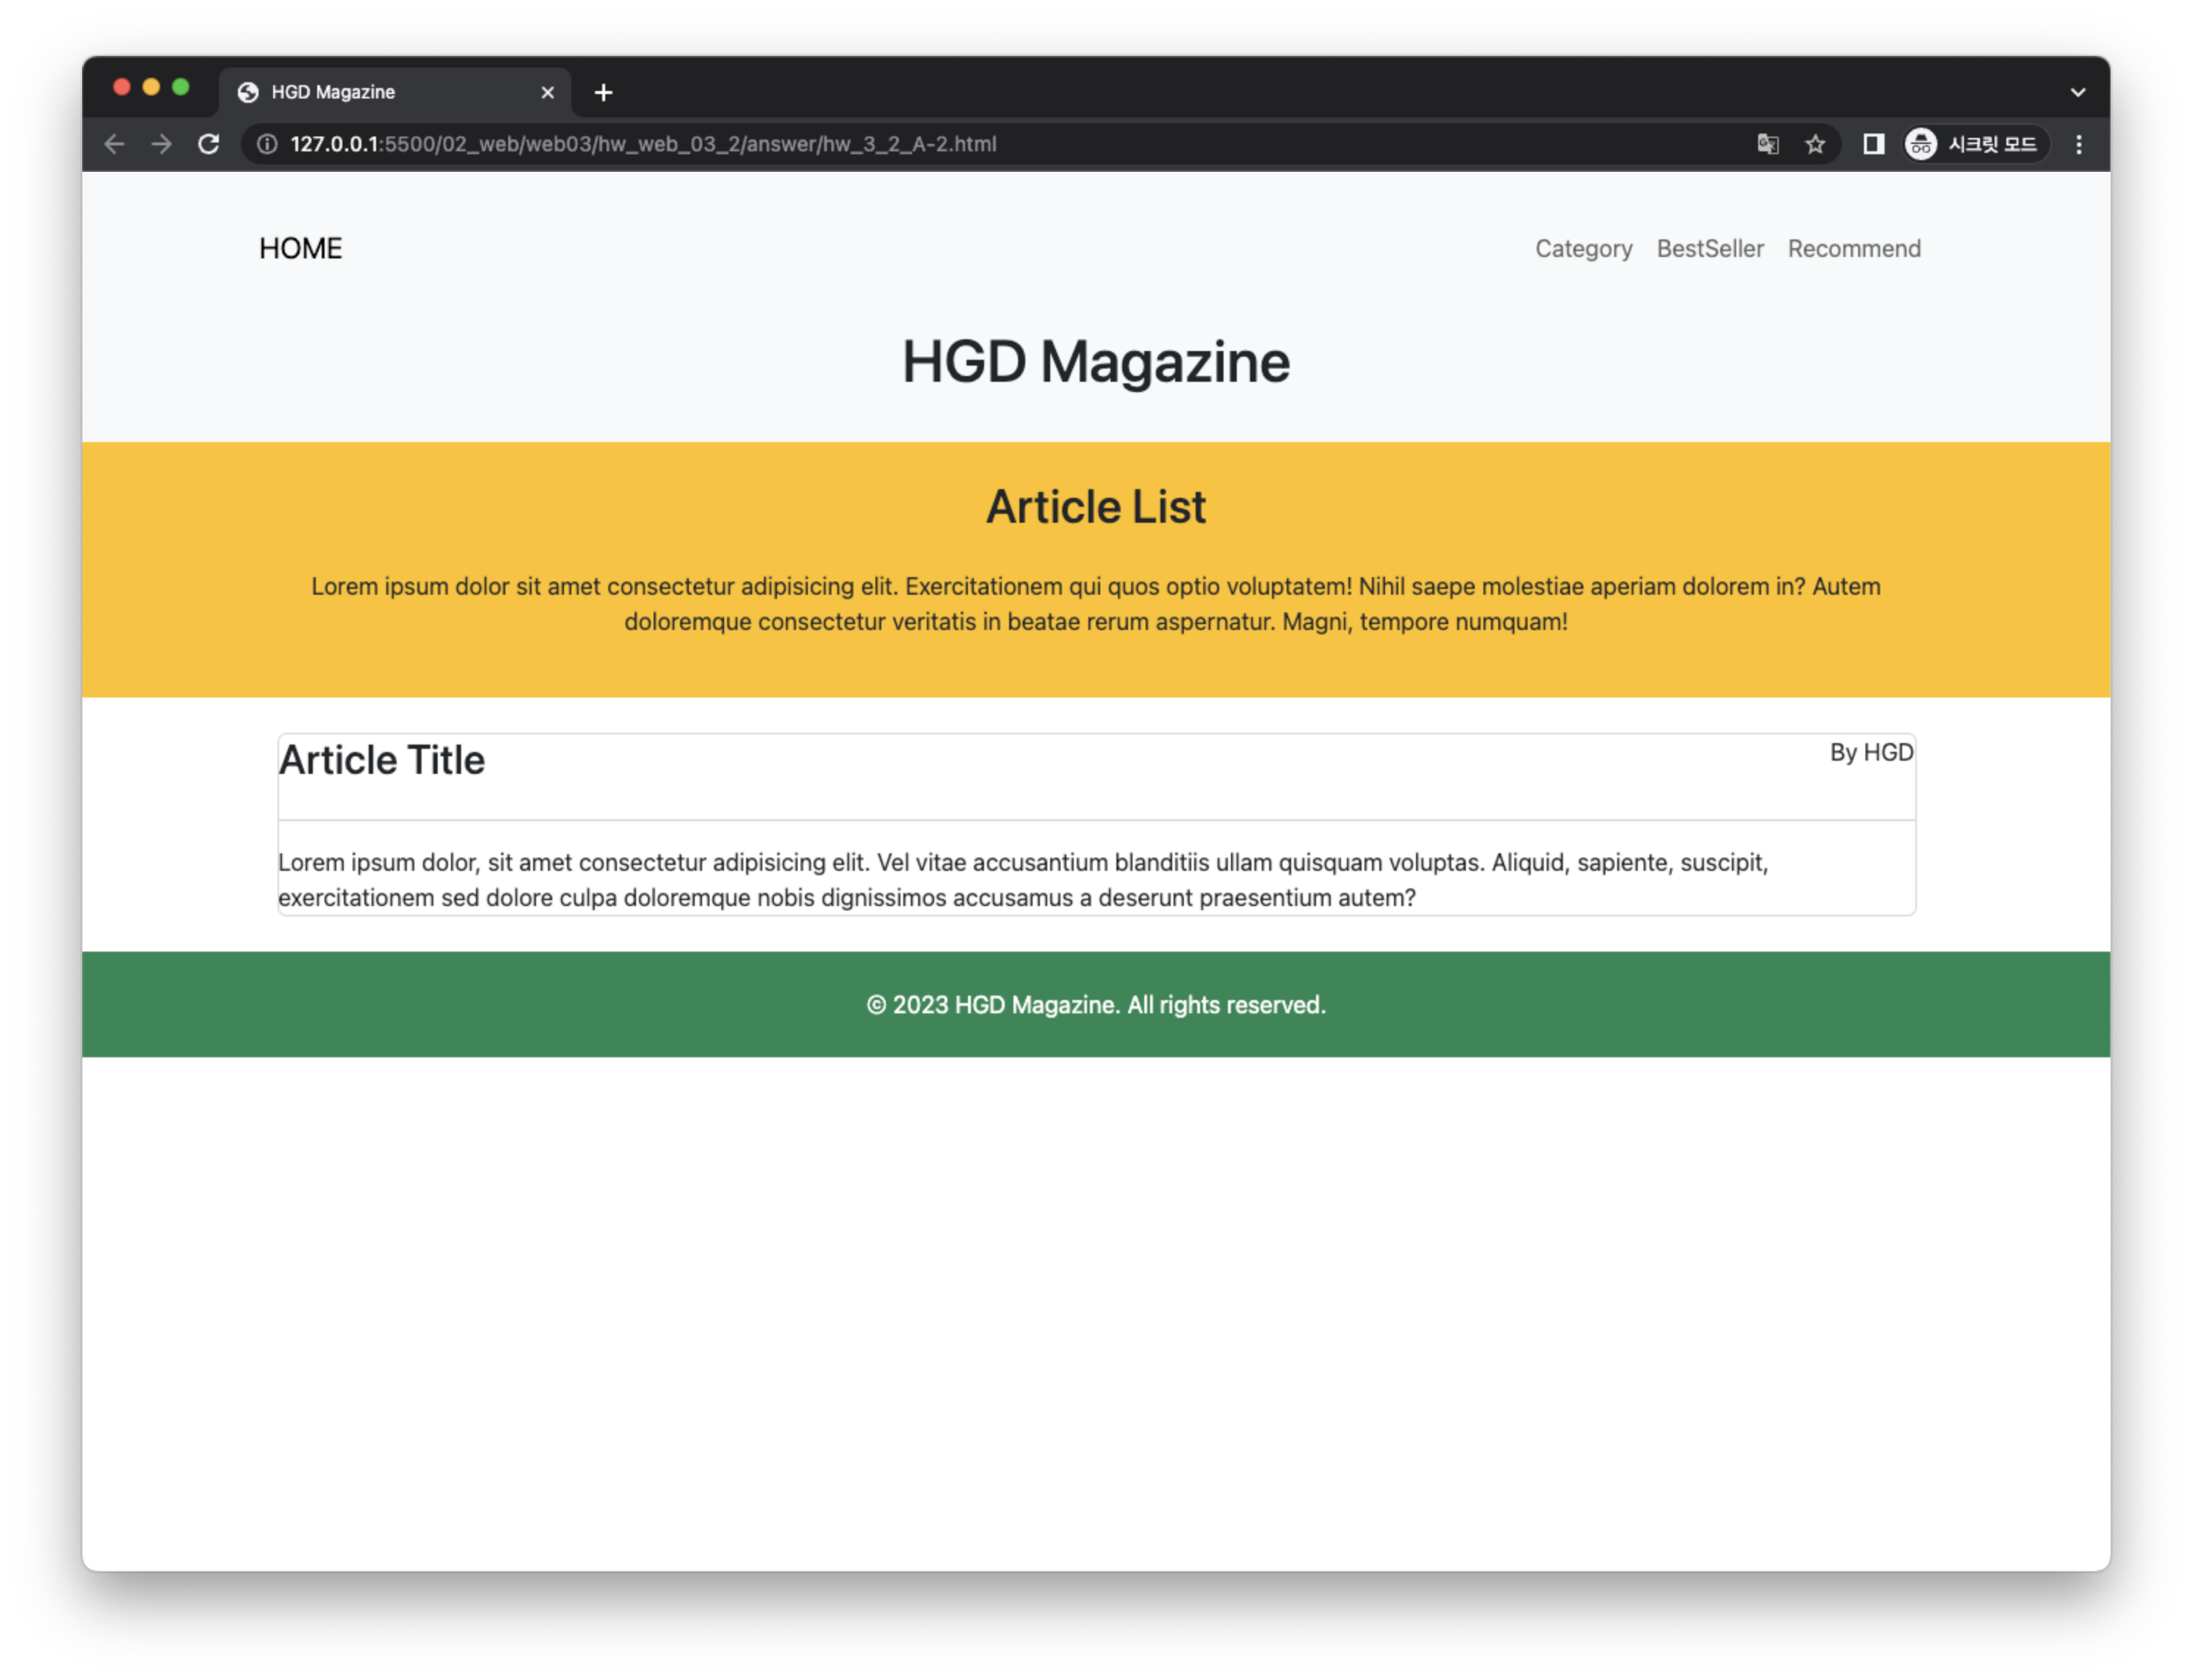 HGD Magazine
127.0.0.1:5500/02_web/web03/hw_web_03_2/answer/hw_3_2_A-2.html
시크릿 모드
HOME
Category BestSeller Recommend
HGD Magazine
Article List
Lorem ipsum dolor sit amet consectetur adipisicing elit. Exercitationem qui quos optio voluptatem! Nihil saepe molestiae aperiam dolorem in? Autem
doloremque consectetur veritatis in beatae rerum aspernatur. Magni, tempore numquam!
Article Title
By HGD
Lorem ipsum dolor, sit amet consectetur adipisicing elit. Vel vitae accusantium blanditiis ullam quisquam voluptas. Aliquid, sapiente, suscipit,
exercitationem sed dolore culpa doloremque nobis dignissimos accusamus a deserunt praesentium autem?
© 2023 HGD Magazine. All rights reserved.